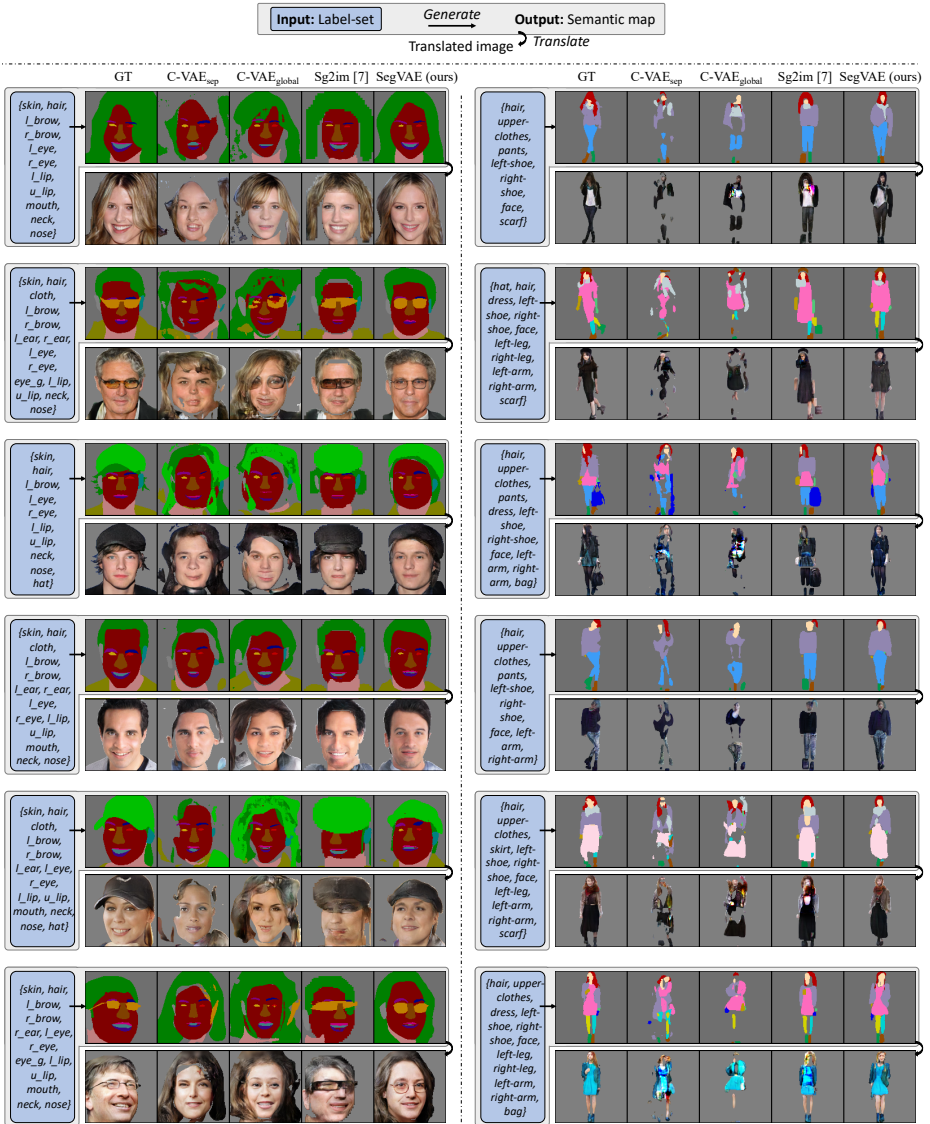 Input: Label-set
Generate
Output: Semantic map
Translated image
Translate
GT
C-VAEsep
C-VAEglobal
Sg2im [7]
SegVAE (ours)
GT
C-VAEsep
C-VAEglobal
Sg2im [7]
SegVAE (ours)
{skin, hair,
l_brow,
r_brow,
l_eye,
r_eye,
l_lip,
u_lip,
mouth,
neck,
nose}
{hair,
upper-
clothes,
pants,
left-shoe,
right-
shoe,
face,
scarf}
{skin, hair,
cloth,
l_brow,
r_brow,
l_ear, r_ear,
l_eye,
r_eye,
eye_g, l_lip,
u_lip, neck,
nose}
{hat, hair,
dress, left-
shoe, right-
shoe, face,
left-leg,
right-leg,
left-arm,
right-arm,
scarf}
{skin,
hair,
l_brow,
l_eye,
r_eye,
l_lip,
u_lip,
neck,
nose,
hat}
{hair,
upper-
clothes,
pants,
dress, left-
shoe,
right-shoe,
face, left-
arm, right-
arm, bag}
{skin, hair,
cloth,
l_brow,
r_brow,
l_ear, r_ear,
l_eye,
r_eye, l_lip,
u_lip,
mouth,
neck, nose}
{hair,
upper-
clothes,
pants,
left-shoe,
right-
shoe,
face, left-
arm,
right-arm}
{skin, hair,
cloth,
l_brow,
r_brow,
l_ear, l_eye,
r_eye,
l_lip, u_lip,
mouth, neck,
nose, hat}
{hair,
upper-
clothes,
skirt, left-
shoe, right-
shoe, face,
left-leg,
left-arm,
right-arm,
scarf}
{skin, hair,
l_brow,
r_brow,
r_ear, l_eye,
r_eye,
eye_g, l_lip,
u_lip,
mouth,
neck, nose}
{hair, upper-
clothes,
dress, left-
shoe, right-
shoe, face,
left-leg,
right-leg,
left-arm,
right-arm,
bag}